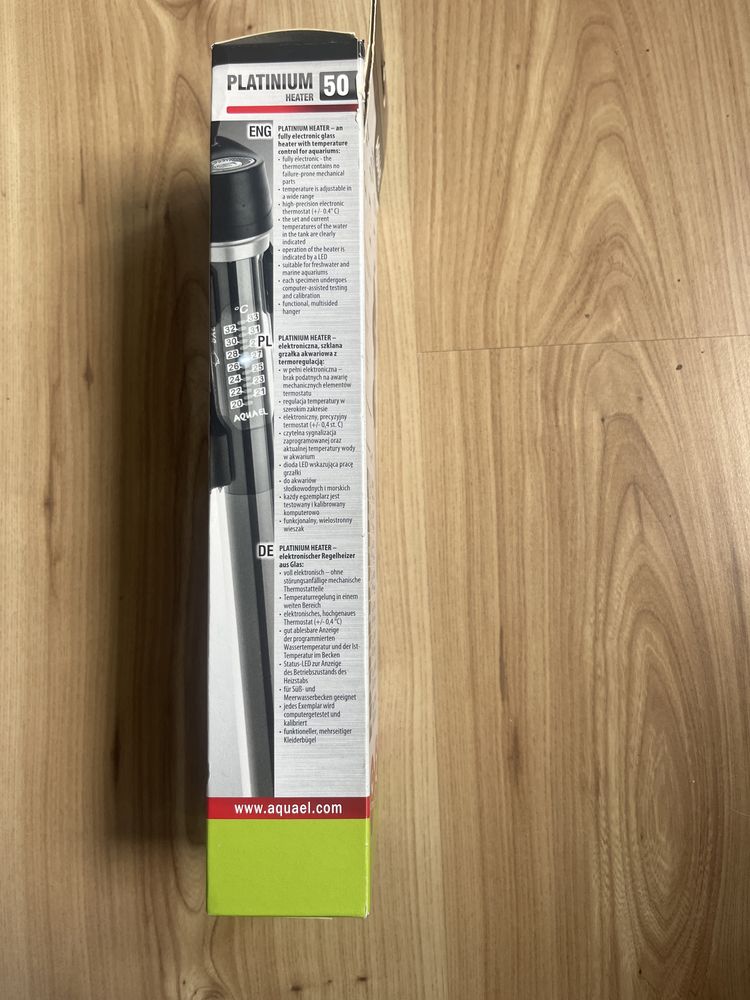 PLATINIUM
HEATER
50
ENG
PLATINIUM HEATER – an
fully electronic glass
heater with temperature
control for aquariums:
• fully electronic - the
thermostat contains no
failure-prone mechanical
parts
• temperature is adjustable in
a wide range
• high-precision electronic
thermostat (+/- 0.4° C)
• the set and current
temperatures of the water
in the tank are clearly
indicated
• operation of the heater is
indicated by a LED
• suitable for freshwater and
marine aquariums
• each specimen undergoes
computer-assisted testing
and calibration
• functional, multisided
hanger
°C
33
32
31
30
28
27
26
25
24
23
22
21
20
AQUAEL
PL
PLATINIUM HEATER –
elektroniczna, szklana
grzałka akwariowa z
termoregulacją:
• w pełni elektroniczna –
brak podatnych na awarię
mechanicznych elementów
termostatu
• regulacja temperatury w
szerokim zakresie
• elektroniczny, precyzyjny
termostat (+/- 0,4 st. C)
• czytelna sygnalizacja
zaprogramowanej oraz
aktualnej temperatury wody
w akwarium
• dioda LED wskazująca pracę
grzałki
• do akwariów
słodkowodnych i morskich
• każdy egzemplarz jest
testowany i kalibrowany
komputerowo
• funkcjonalny, wielostronny
wieszak
DE
PLATINIUM HEATER –
elektronischer Regelheizer
aus Glas:
• voll elektronisch – ohne
störungsanfällige mechanische
Thermostatteile
• Temperaturregelung in einem
weiten Bereich
• elektronisches, hochgenaues
Thermostat (+/- 0,4 °C)
• gut ablesbare Anzeige
der programmierten
Wassertemperatur und der Ist-
Temperatur im Becken
• Status-LED zur Anzeige
des Betriebszustands des
Heizstabs
• für Süß- und
Meerwasserbecken geeignet
• jedes Exemplar wird
computergetestet und
kalibriert
• funktioneller, mehrseitiger
Kleiderbügel
www.aquael.com